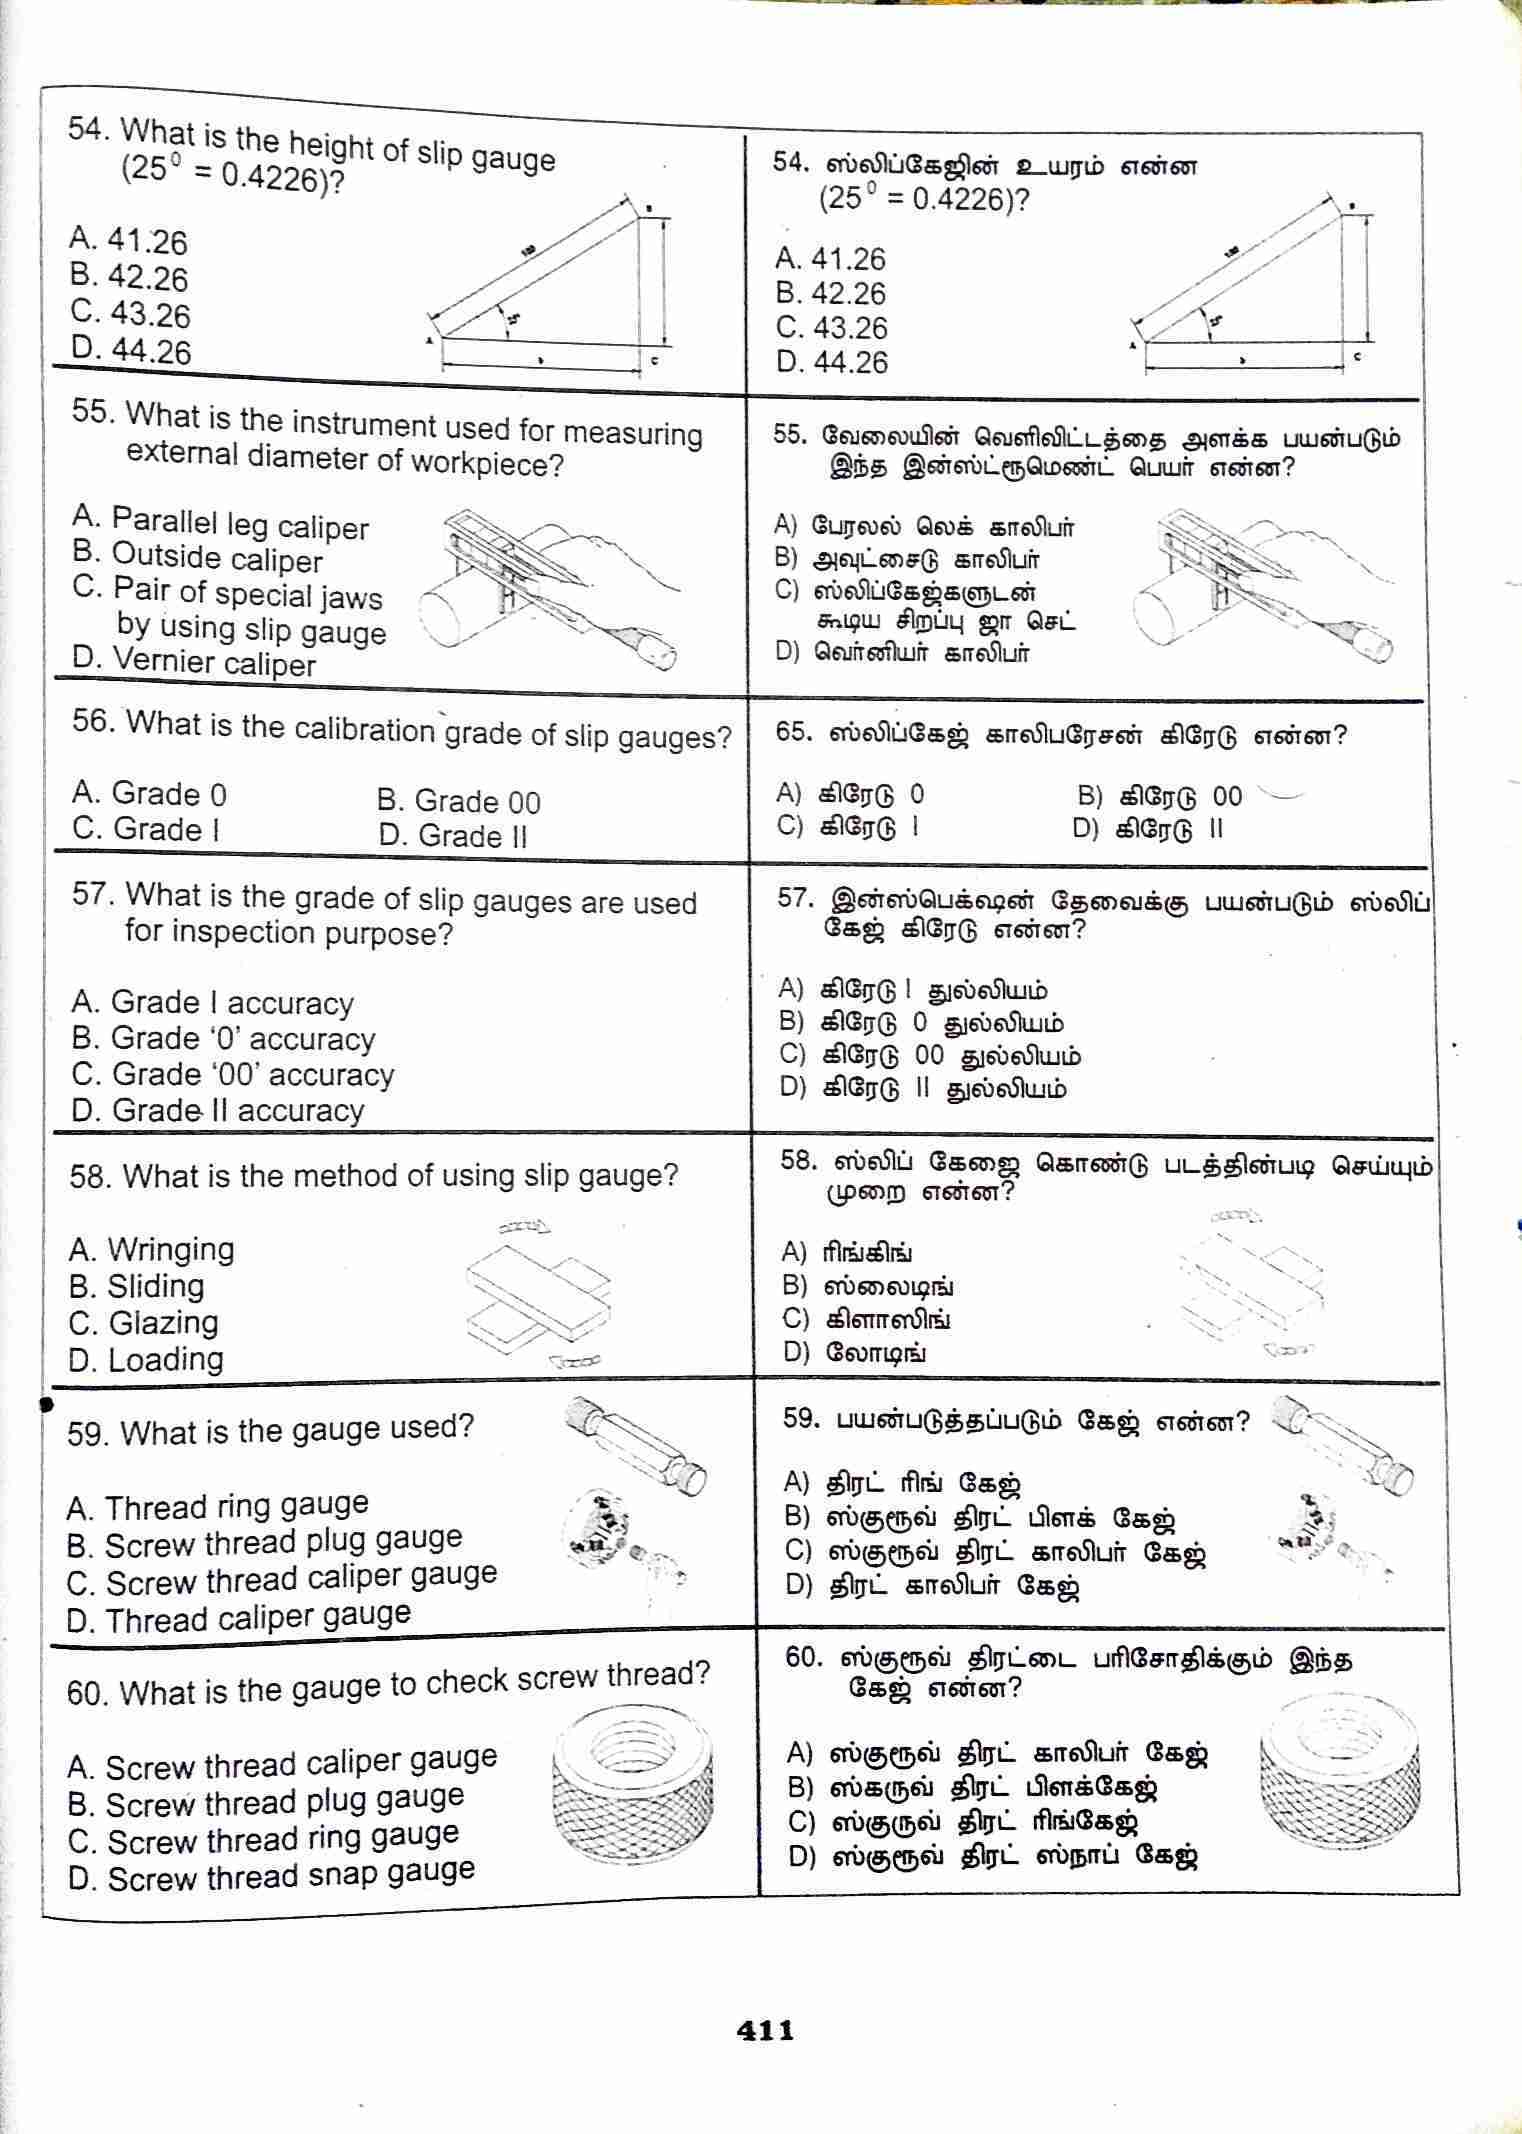 54. What is the height of slip gauge
(25⁰ = 0.4226)?
A. 41.26
B. 42.26
C. 43.26
D. 44.26
A
B
b
C
55. What is the instrument used for measuring
external diameter of workpiece?
A. Parallel leg caliper
B. Outside caliper
C. Pair of special jaws
by using slip gauge
D. Vernier caliper
56. What is the calibration grade of slip gauges?
A. Grade 0 B. Grade 00
C. Grade I D. Grade II
57. What is the grade of slip gauges are used
for inspection purpose?
A. Grade I accuracy
B. Grade ‘0’ accuracy
C. Grade ‘00’ accuracy
D. Grade II accuracy
58. What is the method of using slip gauge?
A. Wringing
B. Sliding
C. Glazing
D. Loading
59. What is the gauge used?
A. Thread ring gauge
B. Screw thread plug gauge
C. Screw thread caliper gauge
D. Thread caliper gauge
60. What is the gauge to check screw thread?
A. Screw thread caliper gauge
B. Screw thread plug gauge
C. Screw thread ring gauge
D. Screw thread snap gauge
54. ஸ்லிப்கேஜின் உயரம் என்ன
(25⁰ = 0.4226)?
A. 41.26
B. 42.26
C. 43.26
D. 44.26
A
B
b
C
55. வேலையின் வெளிவிட்டத்தை அளக்க பயன்படும்
இந்த இன்ஸ்ட்ரூமெண்ட் பெயர் என்ன?
A) பேரலல் லெக் காலிபர்
B) அவுட்சைடு காலிபர்
C) ஸ்லிப்கேஜ்களுடன்
கூடிய சிறப்பு ஜா செட்
D) வெர்னியர் காலிபர்
65. ஸ்லிப்கேஜ் காலிபரேசன் கிரேடு என்ன?
A) கிரேடு 0 B) கிரேடு 00
C) கிரேடு I D) கிரேடு II
57. இன்ஸ்பெக்ஷன் தேவைக்கு பயன்படும் ஸ்லிப்
கேஜ் கிரேடு என்ன?
A) கிரேடு I துல்லியம்
B) கிரேடு 0 துல்லியம்
C) கிரேடு 00 துல்லியம்
D) கிரேடு II துல்லியம்
58. ஸ்லிப் கேஜை கொண்டு படத்தின்படி செய்யும்
முறை என்ன?
A) ரிங்கிங்
B) ஸ்லைடிங்
C) கிளாஸிங்
D) லோடிங்
59. பயன்படுத்தப்படும் கேஜ் என்ன?
A) திரட் ரிங் கேஜ்
B) ஸ்குரூவ் திரட் பிளக் கேஜ்
C) ஸ்குரூவ் திரட் காலிபர் கேஜ்
D) திரட் காலிபர் கேஜ்
60. ஸ்குரூவ் திரட்டை பரிசோதிக்கும் இந்த
கேஜ் என்ன?
A) ஸ்குரூவ் திரட் காலிபர் கேஜ்
B) ஸ்கருவ் திரட் பிளக்கேஜ்
C) ஸ்குருவ் திரட் ரிங்கேஜ்
D) ஸ்குரூவ் திரட் ஸ்நாப் கேஜ்
411